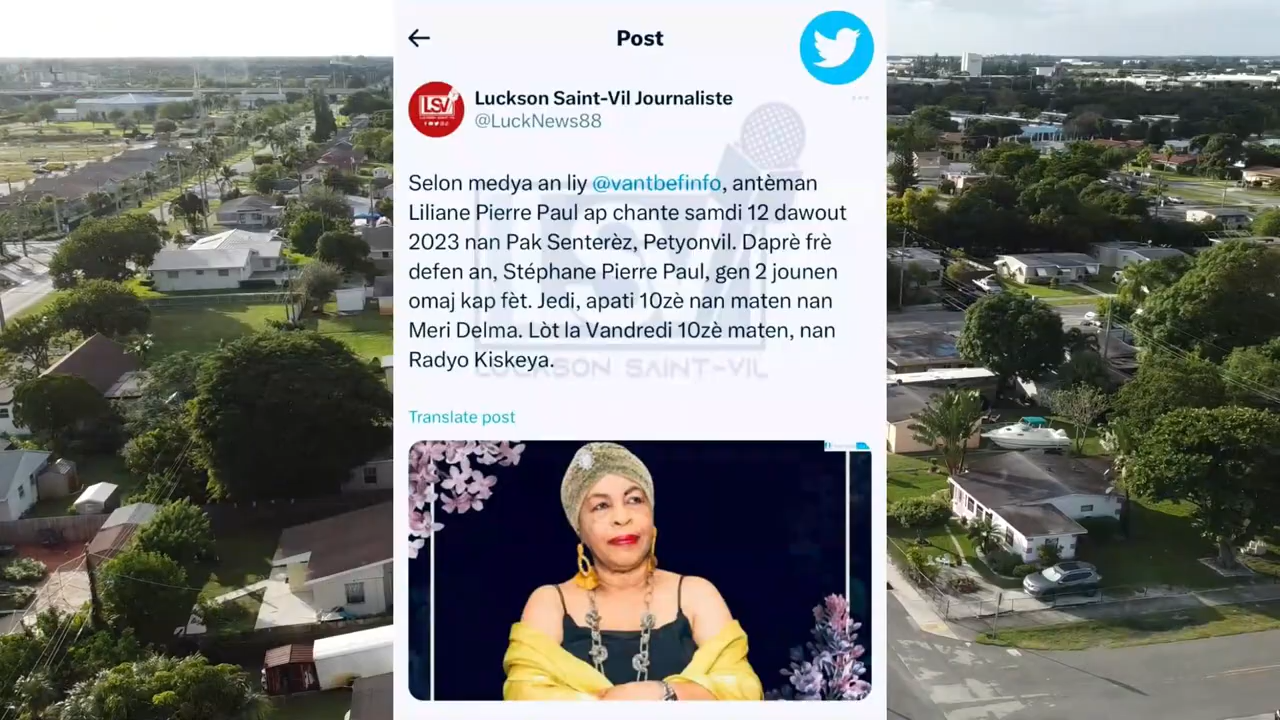 Post
LSV
Luckson Saint-Vil Journaliste
@LuckNews88
Selon medya an liy @vantbefinfo, antèman
Liliane Pierre Paul ap chante samdi 12 dawout
2023 nan Pak Senterèz, Petyonvil. Daprè frè
defen an, Stéphane Pierre Paul, gen 2 jounen
omaj kap fèt. Jedi, apati 10zè nan maten nan
Meri Delma. Lòt la Vandredi 10zè maten, nan
Radyo Kiskeya.
LUCKSON SAINT-VIL
Translate post